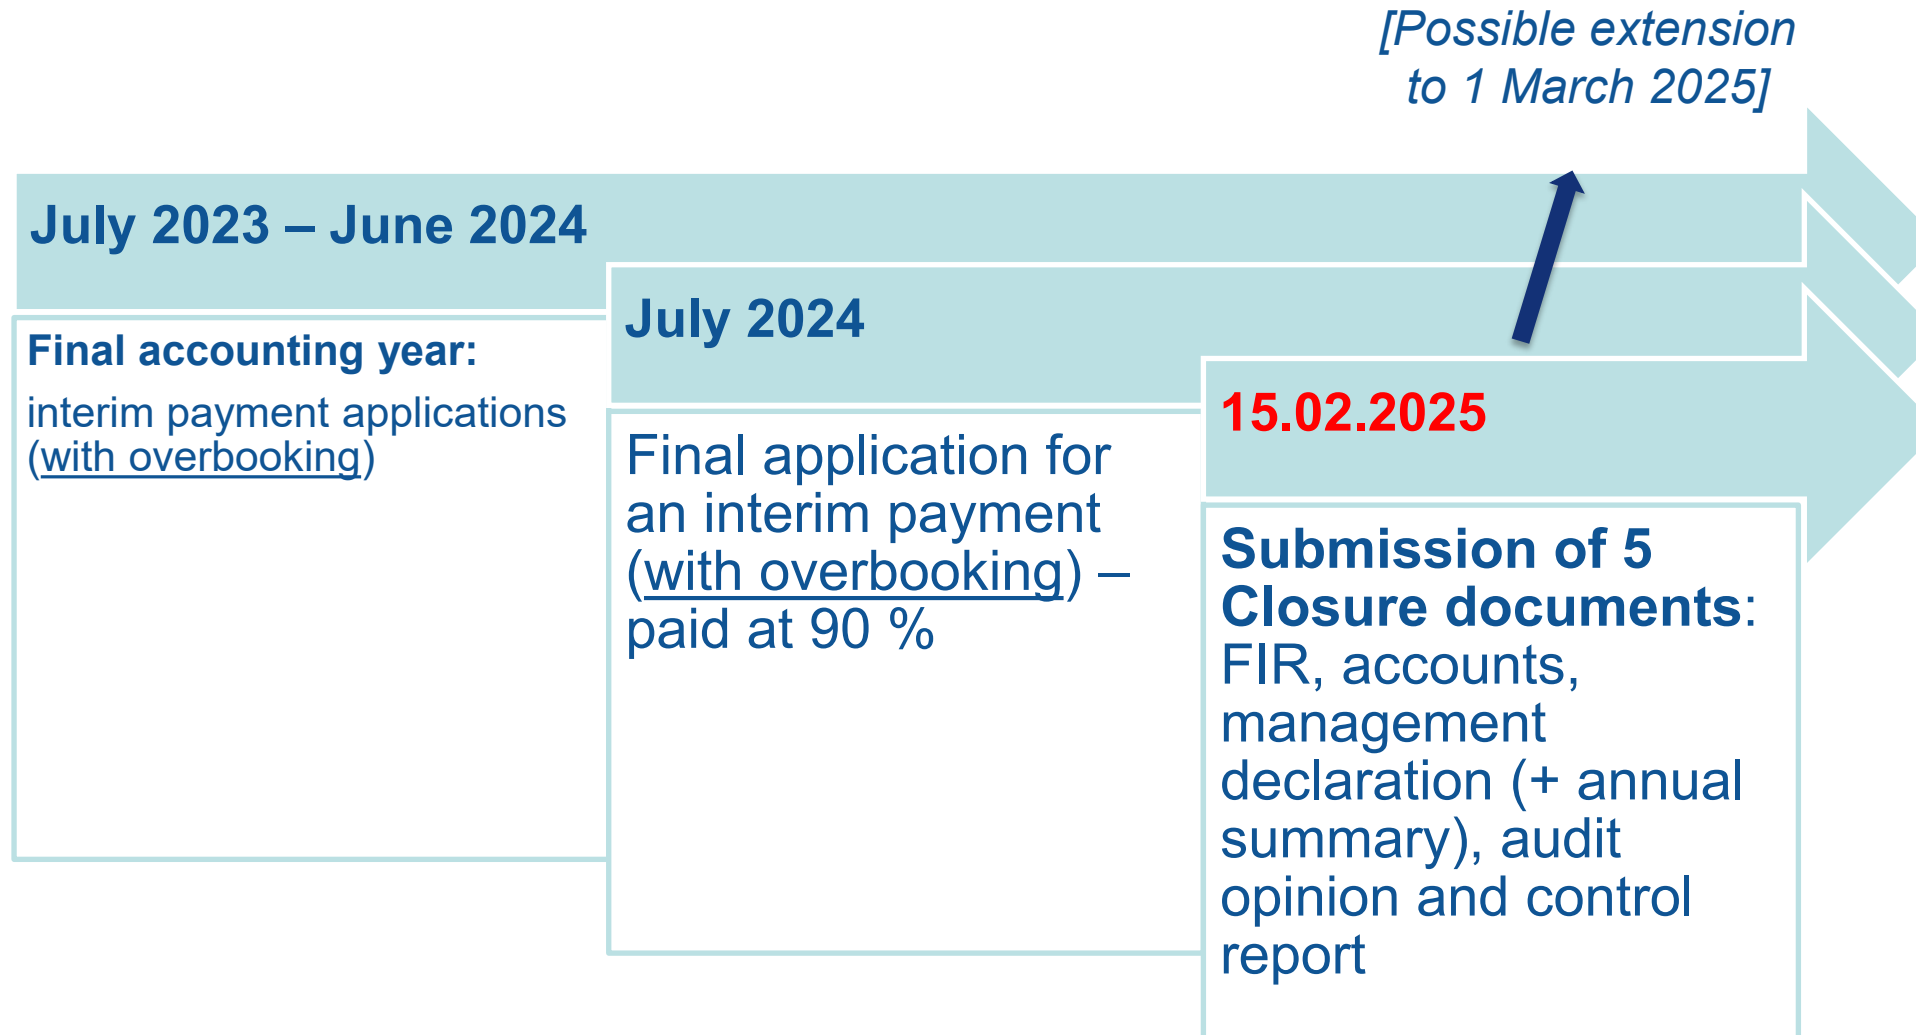 [Possible extension
to 1 March 2025]
July 2023 – June 2024
Final accounting year:
interim payment applications
(with overbooking)
July 2024
Final application for
an interim payment
(with overbooking) –
paid at 90 %
15.02.2025
Submission of 5
Closure documents:
FIR, accounts,
management
declaration (+ annual
summary), audit
opinion and control
report